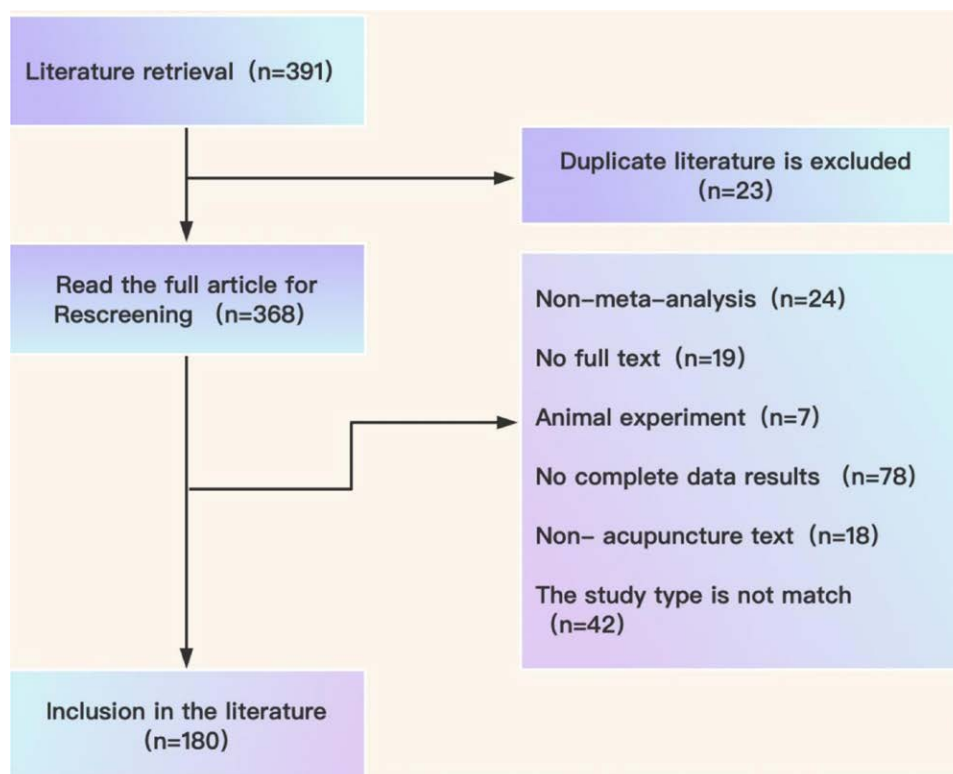 Literature retrieval (n=391)
Duplicate literature is excluded
(n=23)
Read the full article for
Rescreening (n=368)
Non-meta-analysis (n=24)
No full text (n=19)
Animal experiment (n=7)
No complete data results (n=78)
Non- acupuncture text (n=18)
The study type is not match
(n=42)
Inclusion in the literature
(n=180)